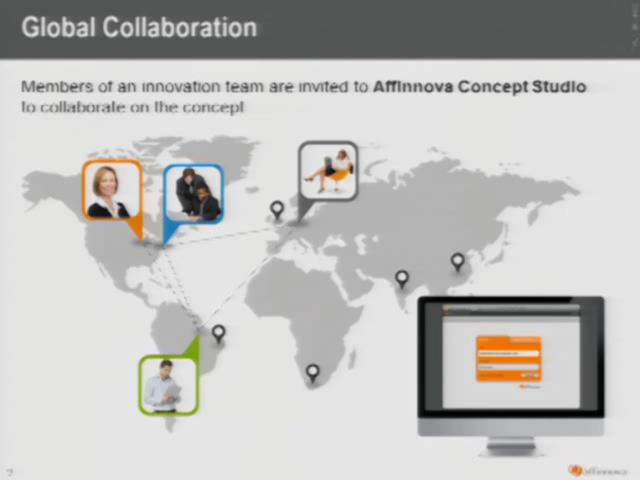 Global Collaboration
Members of an innovation team are invited to Affinnova Concept Studio
to collaborate on the concept
affinnova